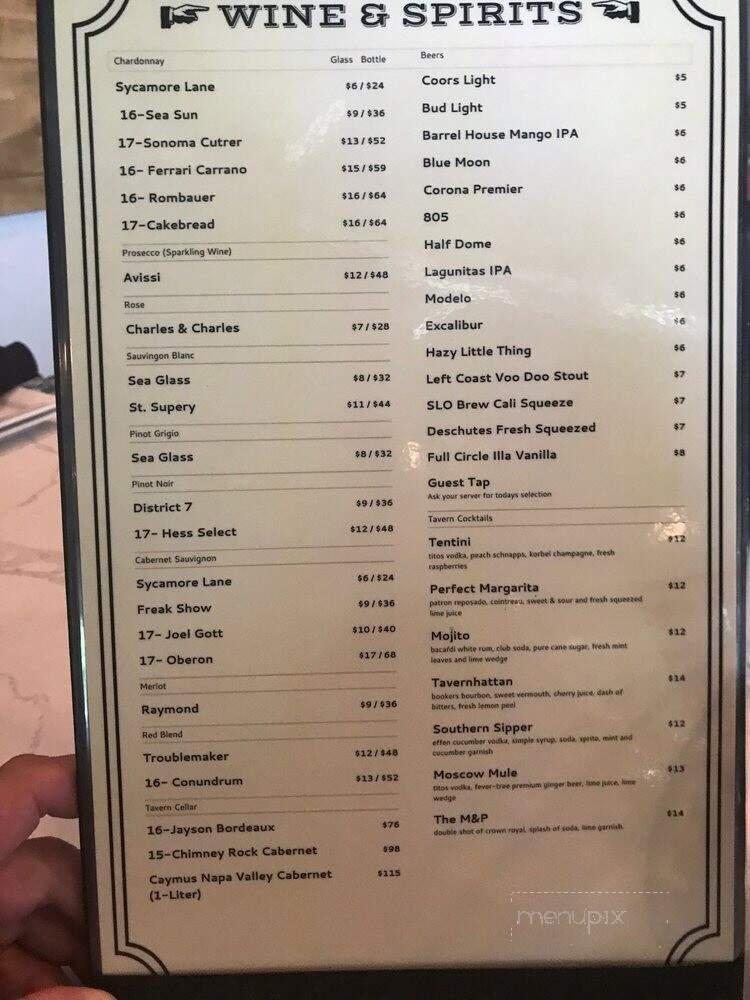 WINE & SPIRITS
Chardonnay Glass Bottle
Sycamore Lane $6/$24
16-Sea Sun $9/$36
17-Sonoma Cutrer $13/$52
16- Ferrari Carrano $15/$59
16- Rombauer $16/$64
17-Cakebread $16/$64
Prosecco (Sparkling Wine)
Avissi $12/$48
Rose
Charles & Charles $7/$28
Sauvingon Blanc
Sea Glass $8/$32
St. Supery $11/$44
Pinot Grigio
Sea Glass $8/$32
Pinot Noir
District 7 $9/$36
17- Hess Select $12/$48
Cabernet Sauvignon
Sycamore Lane $6/$24
Freak Show $9/$36
17- Joel Gott $10/$40
17- Oberon $17/68
Merlot
Raymond $9/$36
Red Blend
Troublemaker $12/$48
16- Conundrum $13/$52
Tavern Cellar
16-Jayson Bordeaux $76
15-Chimney Rock Cabernet $98
Caymus Napa Valley Cabernet $115
(1-Liter)
Beers
Coors Light $5
Bud Light $5
Barrel House Mango IPA $6
Blue Moon $6
Corona Premier $6
805 $6
Half Dome $6
Lagunitas IPA $6
Modelo $6
Excalibur $6
Hazy Little Thing $6
Left Coast Voo Doo Stout $7
SLO Brew Cali Squeeze $7
Deschutes Fresh Squeezed $7
Full Circle Illa Vanilla $8
Guest Tap
Ask your server for todays selection
Tavern Cocktails
Tentini $12
titos vodka, peach schnapps, korbel champagne, fresh
raspberries
Perfect Margarita $12
patron reposado, cointreau, sweet & sour and fresh squeezed
lime juice
Mojito $12
bacardi white rum, club soda, pure cane sugar, fresh mint
leaves and lime wedge
Tavernhattan $14
bookers bourbon, sweet vermouth, cherry juice, dash of
bitters, fresh lemon peel
Southern Sipper $12
effen cucumber vodka, simple syrup, soda, sprite, mint and
cucumber garnish
Moscow Mule $13
titos vodka, fever-tree premium ginger beer, lime juice, lime
wedge
The M&P $14
double shot of crown royal, splash of soda, lime garnish.
menupix